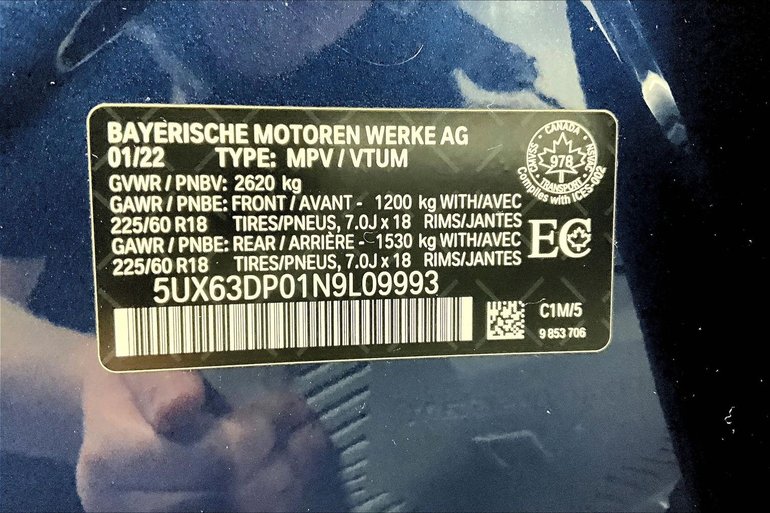 BAYERISCHE MOTOREN WERKE AG
01/22 TYPE: MPV / VTUM
GVWR / PNBV: 2620 kg
GAWR / PNBE: FRONT / AVANT - 1200 kg WITH/AVEC
225/60 R18 TIRES/PNEUS, 7.0J x 18 RIMS/JANTES
GAWR / PNBE: REAR / ARRIÈRE - 1530 kg WITH/AVEC
225/60 R18 TIRES/PNEUS, 7.0J x 18 RIMS/JANTES
5UX63DP01N9L09993
CANADA
978
TRANSPORT
Complies with ICES-002
EC
C1M/5
9 853 706